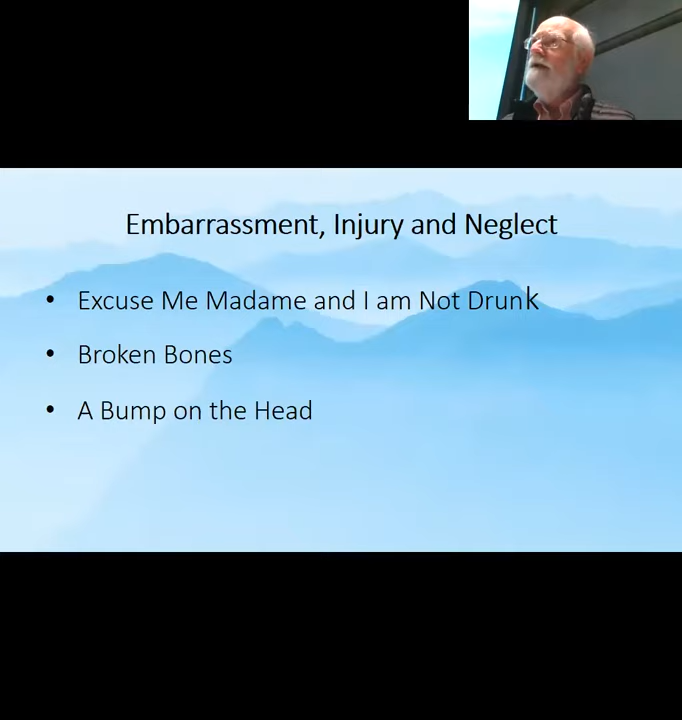 Embarrassment, Injury and Neglect
• Excuse Me Madame and I am Not Drunk
• Broken Bones
• A Bump on the Head